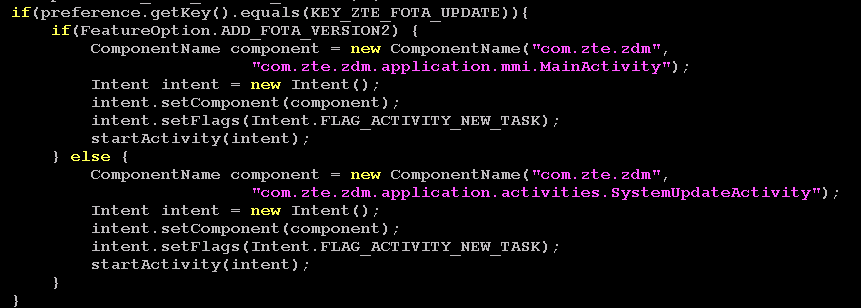 if(preference.getKey().equals(KEY_ZTE_FOTA_UPDATE)){
if(FeatureOption.ADD_FOTA_VERSION2) {
ComponentName component = new ComponentName("com.zte.zdm",
"com.zte.zdm.application.mmi.MainActivity");
Intent intent = new Intent();
intent.setComponent(component);
intent.setFlags(Intent.FLAG_ACTIVITY_NEW_TASK);
startActivity(intent);
} else {
ComponentName component = new ComponentName("com.zte.zdm",
"com.zte.zdm.application.activities.SystemUpdateActivity");
Intent intent = new Intent();
intent.setComponent(component);
intent.setFlags(Intent.FLAG_ACTIVITY_NEW_TASK);
startActivity(intent);
}
}